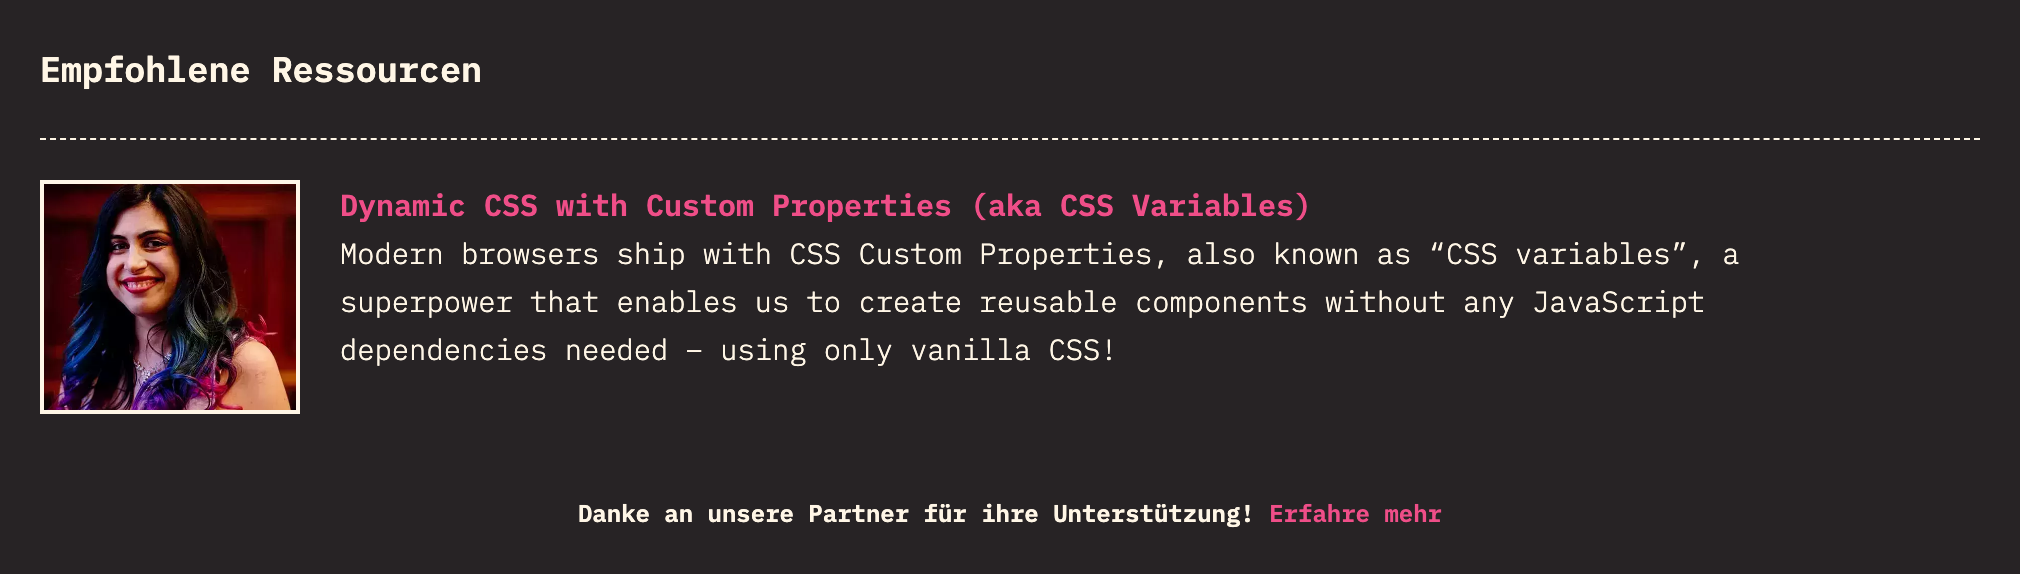 Empfohlene Ressourcen
Dynamic CSS with Custom Properties (aka CSS Variables)
Modern browsers ship with CSS Custom Properties, also known as “CSS variables”, a
superpower that enables us to create reusable components without any JavaScript
dependencies needed – using only vanilla CSS!
Danke an unsere Partner für ihre Unterstützung! Erfahre mehr